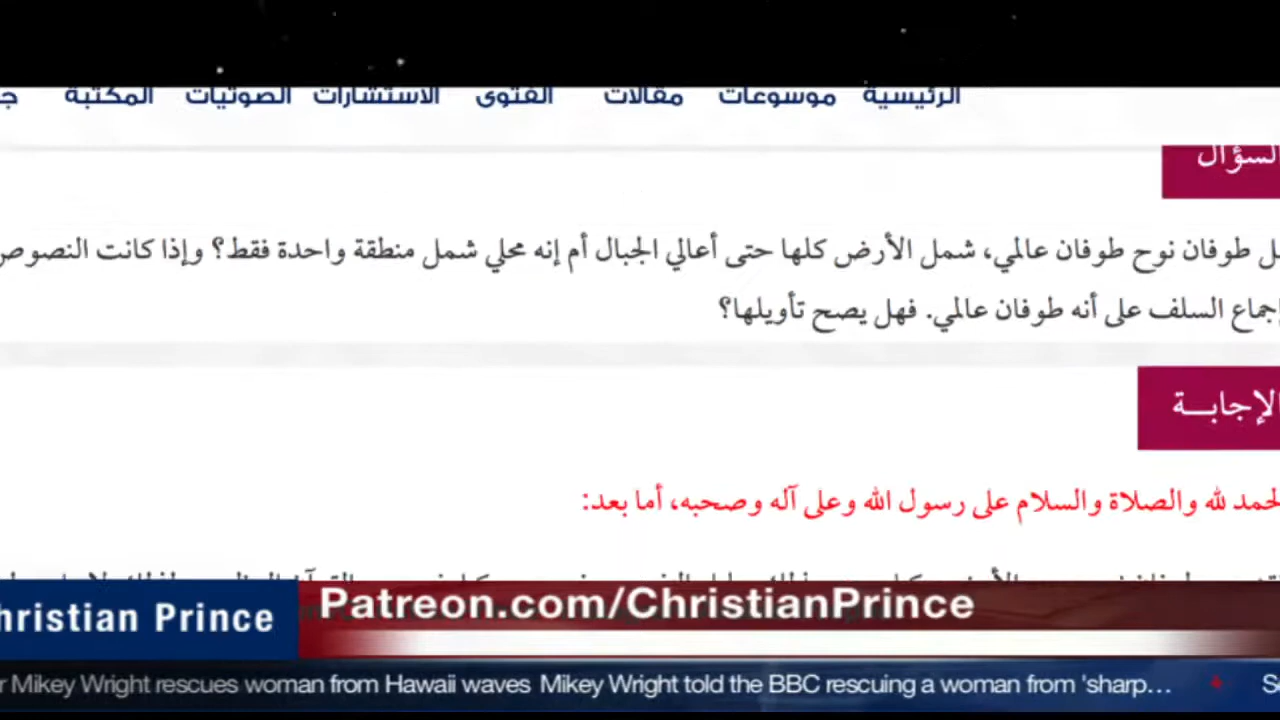 الرئيسية موسوعات مقالات الفتوى الاستشارات الصوتيات المكتبة
السؤال
طوفان نوح طوفان عالمي، شمل الأرض كلها حتى أعالي الجبال أم إنه محلي شمل منطقة واحدة فقط؟ وإذا كانت النصوص
إجماع السلف على أنه طوفان عالمي. فهل يصح تأويلها؟
الإجابــة
الحمد لله والصلاة والسلام على رسول الله وعلى آله وصحبه، أما بعد:
Patreon.com/ChristianPrince
hristian Prince
r Mikey Wright rescues woman from Hawaii waves Mikey Wright told the BBC rescuing a woman from 'sharp...